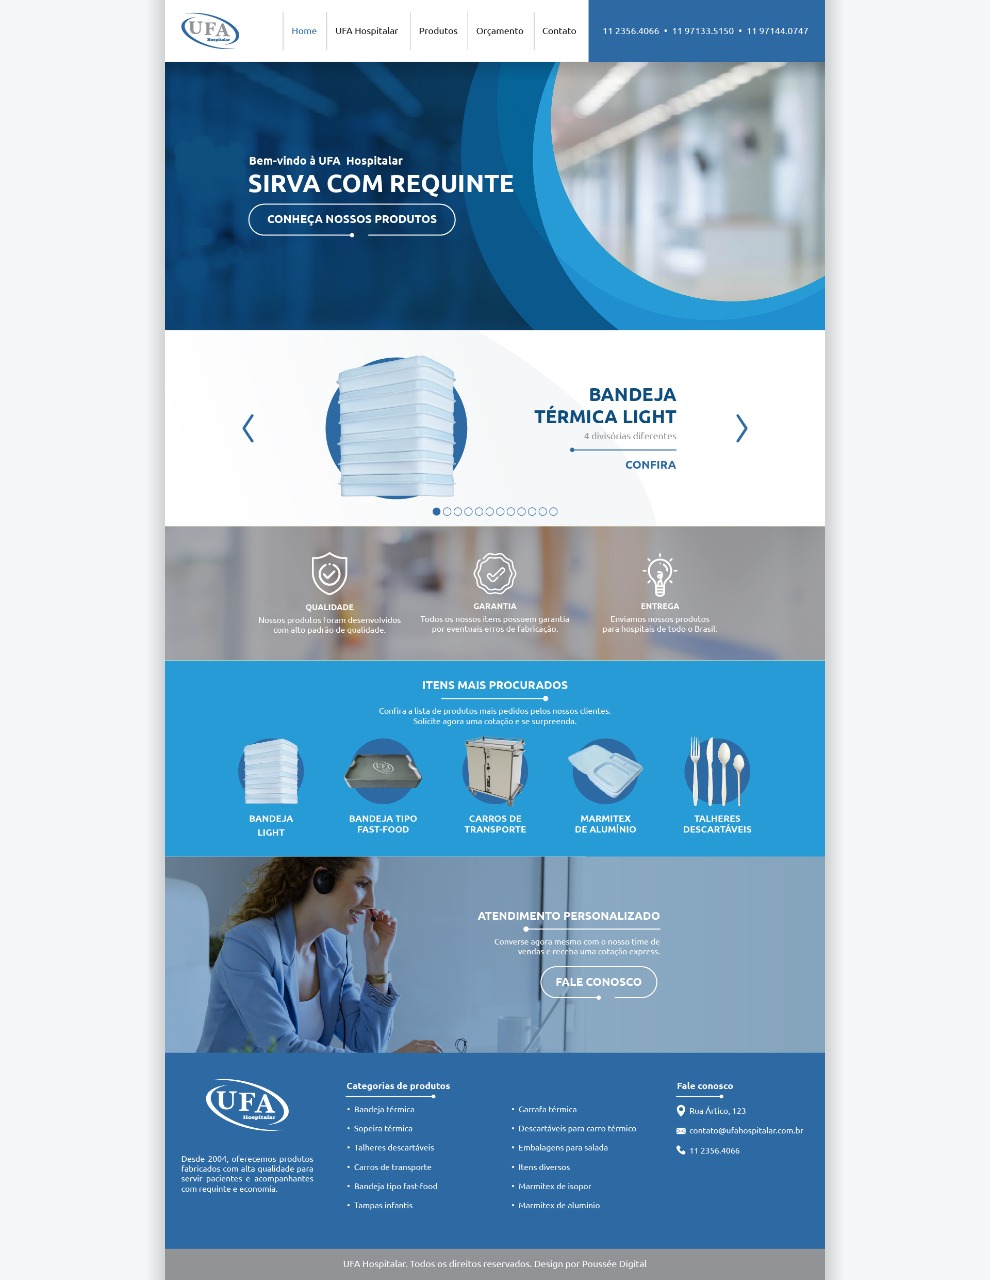 UFA
Hospitalar
Home
UFA Hospitalar
Produtos
Orçamento
Contato
11 2356.4066 • 11 97133.5150 • 11 97144.0747
Bem-vindo à UFA Hospitalar
SIRVA COM REQUINTE
CONHEÇA NOSSOS PRODUTOS
BANDEJA
TÉRMICA LIGHT
4 divisórias diferentes
CONFIRA
QUALIDADE
Nossos produtos foram desenvolvidos
com alto padrão de qualidade.
GARANTIA
Todos os nossos itens possuem garantia
por eventuais erros de fabricação.
ENTREGA
Enviamos nossos produtos
para hospitais de todo o Brasil.
ITENS MAIS PROCURADOS
Confira a lista de produtos mais pedidos pelos nossos clientes.
Solicite agora uma cotação e se surpreenda.
UFA
BANDEJA
LIGHT
BANDEJA TIPO
FAST-FOOD
CARROS DE
TRANSPORTE
MARMITEX
DE ALUMÍNIO
TALHERES
DESCARTÁVEIS
ATENDIMENTO PERSONALIZADO
Converse agora mesmo com o nosso time de
vendas e receba uma cotação express.
FALE CONOSCO
UFA
Hospitalar
Desde 2004, oferecemos produtos
fabricados com alta qualidade para
servir pacientes e acompanhantes
com requinte e economia.
Categorias de produtos
• Bandeja térmica
• Sopeira térmica
• Talheres descartáveis
• Carros de transporte
• Bandeja tipo fast-food
• Tampas infantis
• Garrafa térmica
• Descartáveis para carro térmico
• Embalagens para salada
• Itens diversos
• Marmitex de isopor
• Marmitex de alumínio
Fale conosco
Rua Ártico, 123
contato@ufahospitalar.com.br
11 2356.4066
UFA Hospitalar. Todos os direitos reservados. Design por Poussée Digital